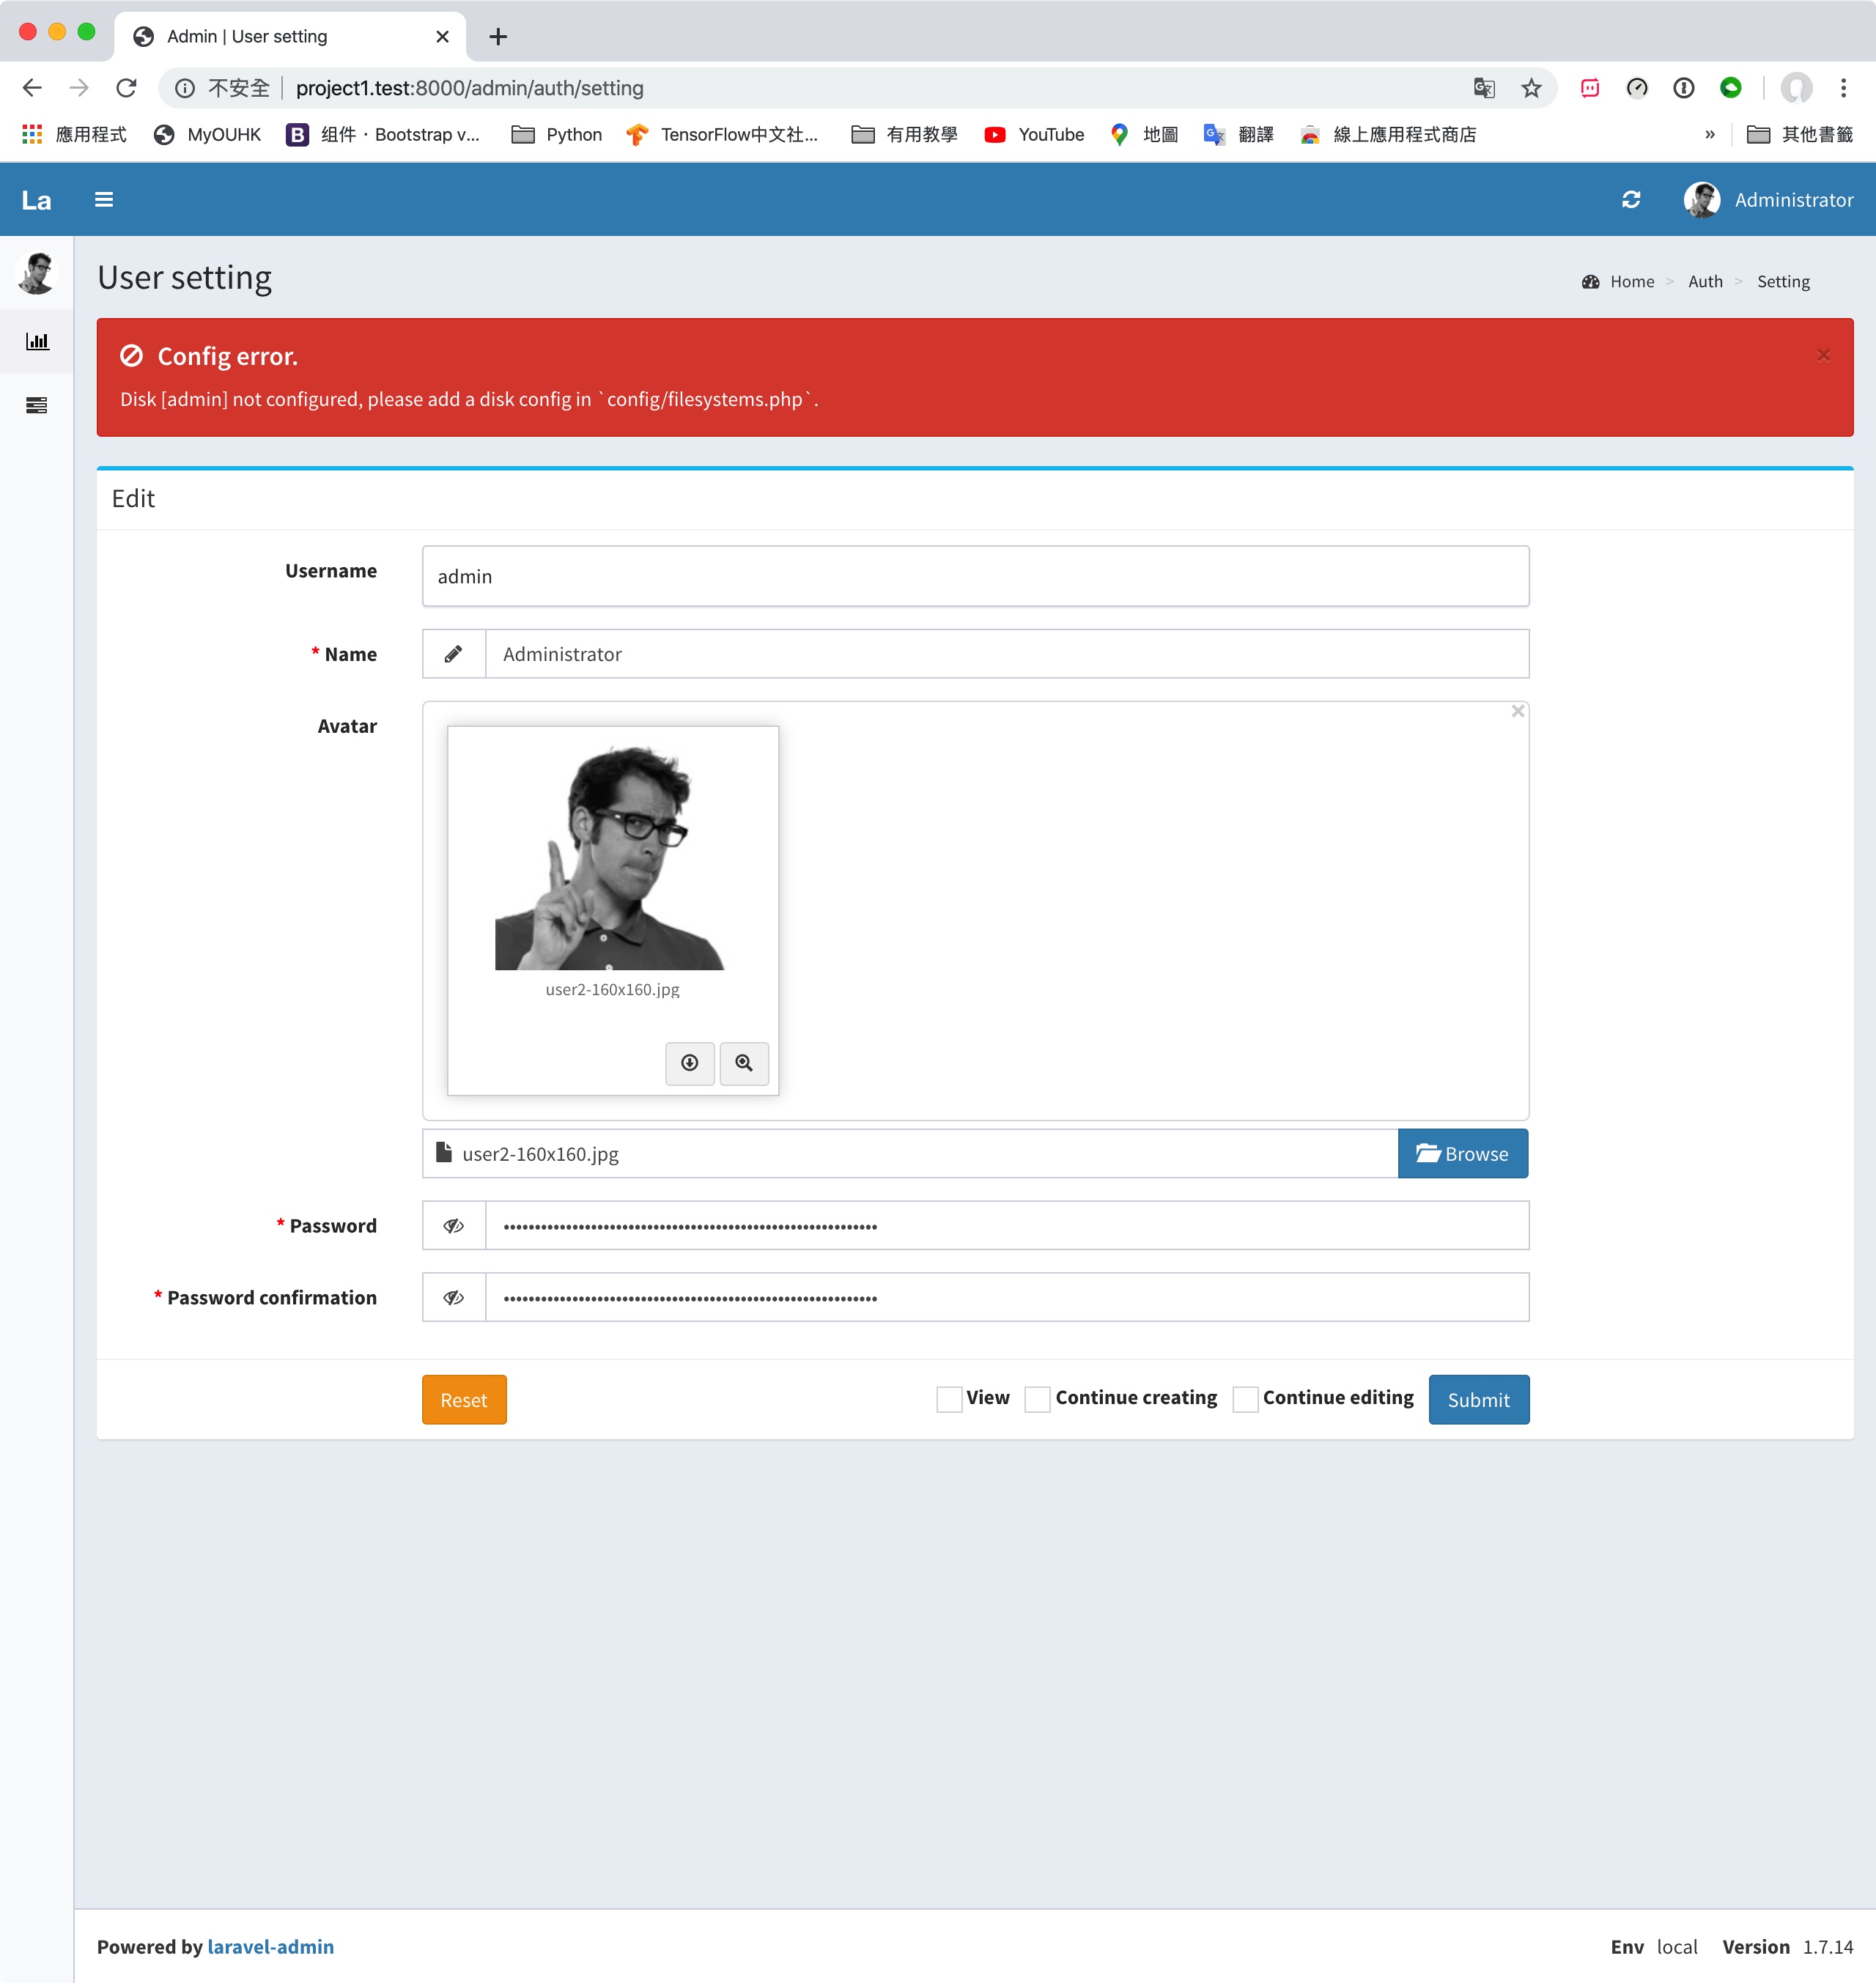 Admin | User setting
不安全 project1.test:8000/admin/auth/setting
應用程式 MyOUHK B 组件 · Bootstrap v... Python TensorFlow中文社... 有用教學 YouTube 地圖 翻譯 線上應用程式商店 » 其他書籤
La Administrator
User setting Home > Auth > Setting
Config error.
Disk [admin] not configured, please add a disk config in `config/filesystems.php`.
Edit
Username admin
* Name Administrator
Avatar
user2-160x160.jpg
user2-160x160.jpg Browse
* Password
* Password confirmation
Reset View Continue creating Continue editing Submit
Powered by laravel-admin Env local Version 1.7.14